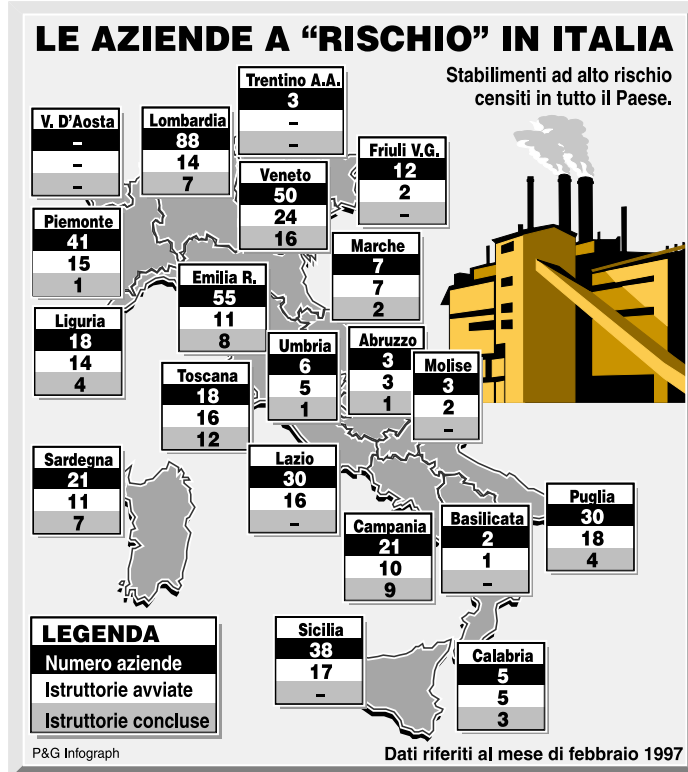 LE AZIENDE A “RISCHIO” IN ITALIA
Stabilimenti ad alto rischio
censiti in tutto il Paese.
Trentino A.A.
3
–
–
V. D'Aosta
–
–
–
Lombardia
88
14
7
Friuli V.G.
12
2
–
Veneto
50
24
16
Piemonte
41
15
1
Marche
7
7
2
Emilia R.
55
11
8
Liguria
18
14
4
Umbria
6
5
1
Abruzzo
3
3
1
Molise
3
2
–
Toscana
18
16
12
Sardegna
21
11
7
Lazio
30
16
–
Campania
21
10
9
Basilicata
2
1
–
Puglia
30
18
4
Sicilia
38
17
–
Calabria
5
5
3
LEGENDA
Numero aziende
Istruttorie avviate
Istruttorie concluse
P&G Infograph
Dati riferiti al mese di febbraio 1997